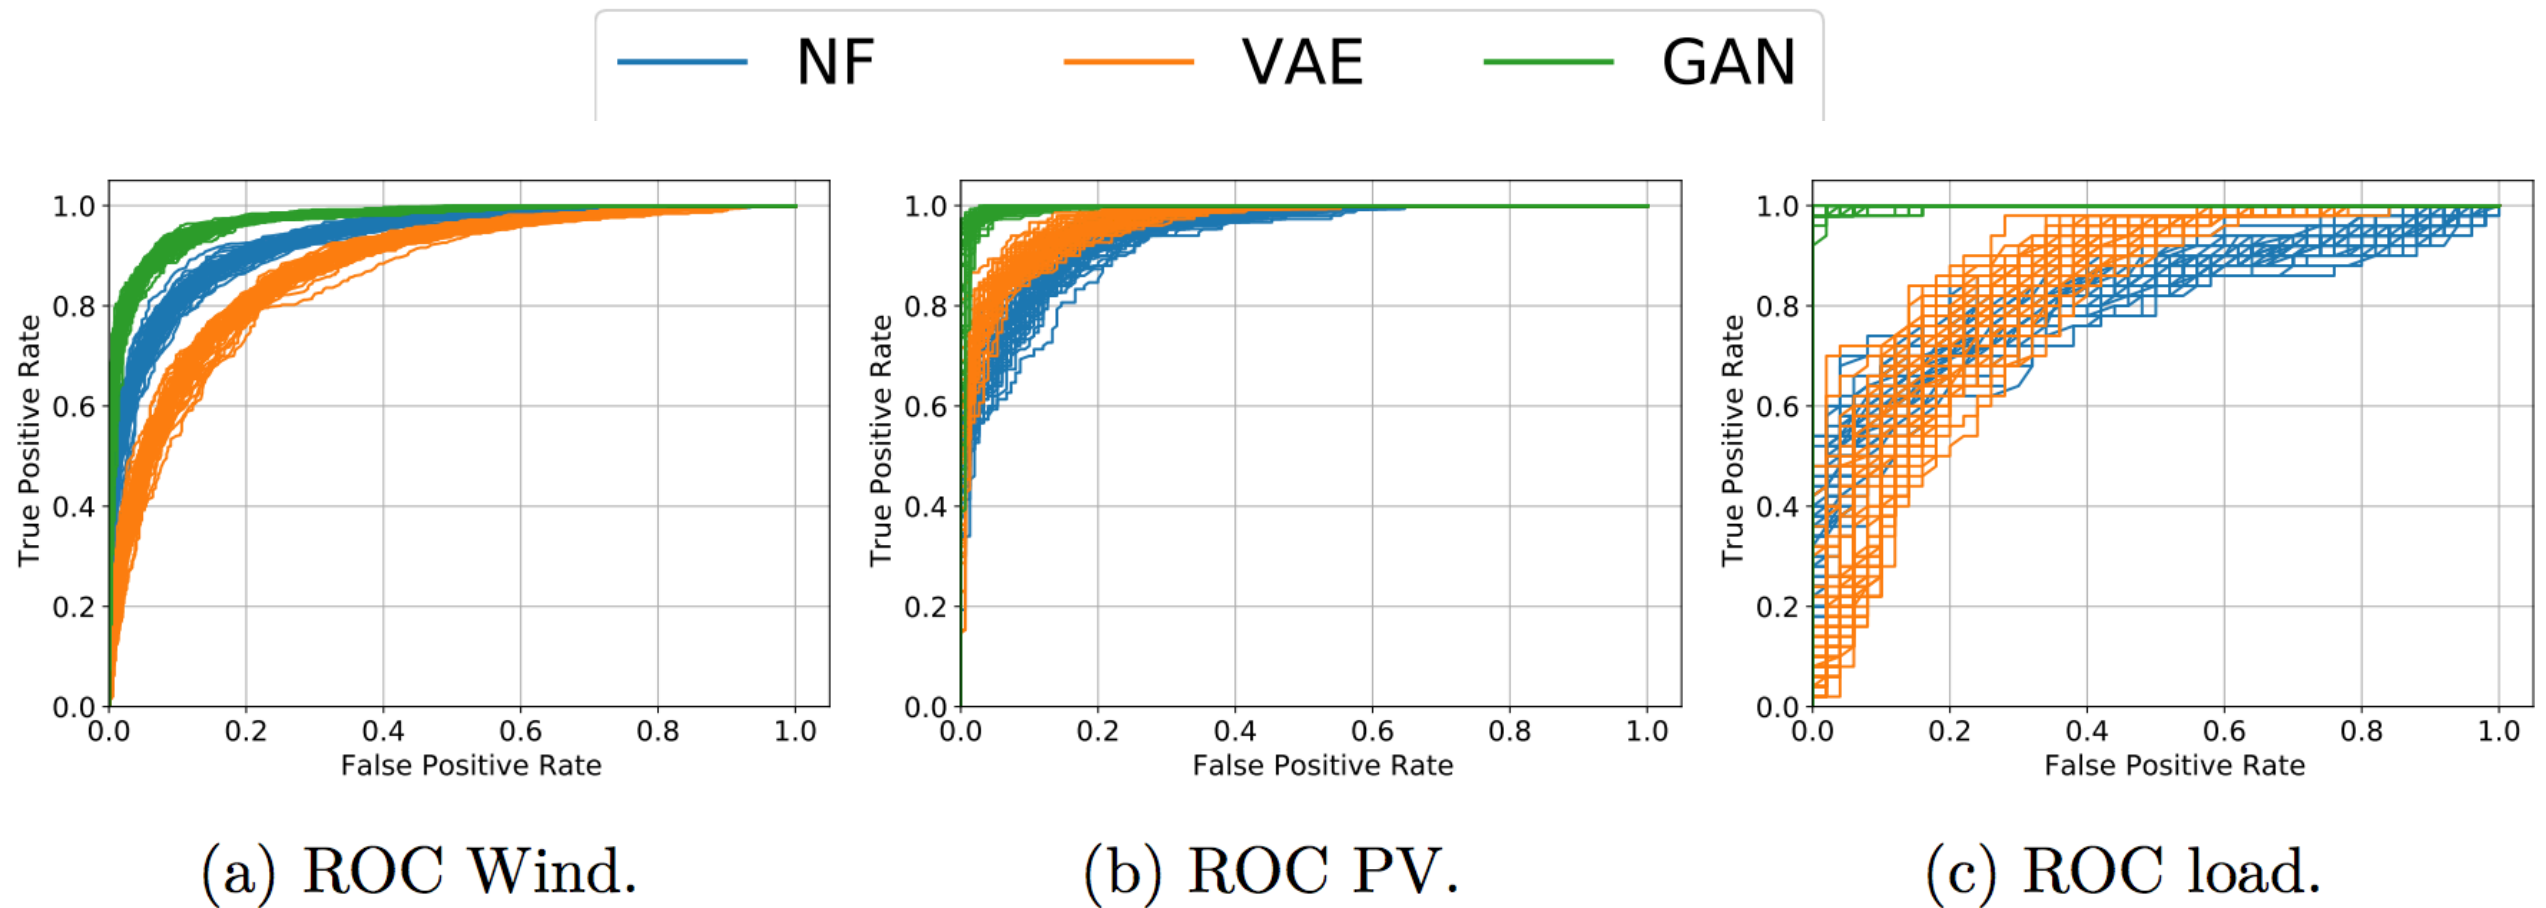 NF VAE GAN
1.0
0.8
0.6
0.4
0.2
0.0
True Positive Rate
0.0 0.2 0.4 0.6 0.8 1.0
False Positive Rate
(a) ROC Wind.
1.0
0.8
0.6
0.4
0.2
0.0
True Positive Rate
0.0 0.2 0.4 0.6 0.8 1.0
False Positive Rate
(b) ROC PV.
1.0
0.8
0.6
0.4
0.2
0.0
True Positive Rate
0.0 0.2 0.4 0.6 0.8 1.0
False Positive Rate
(c) ROC load.